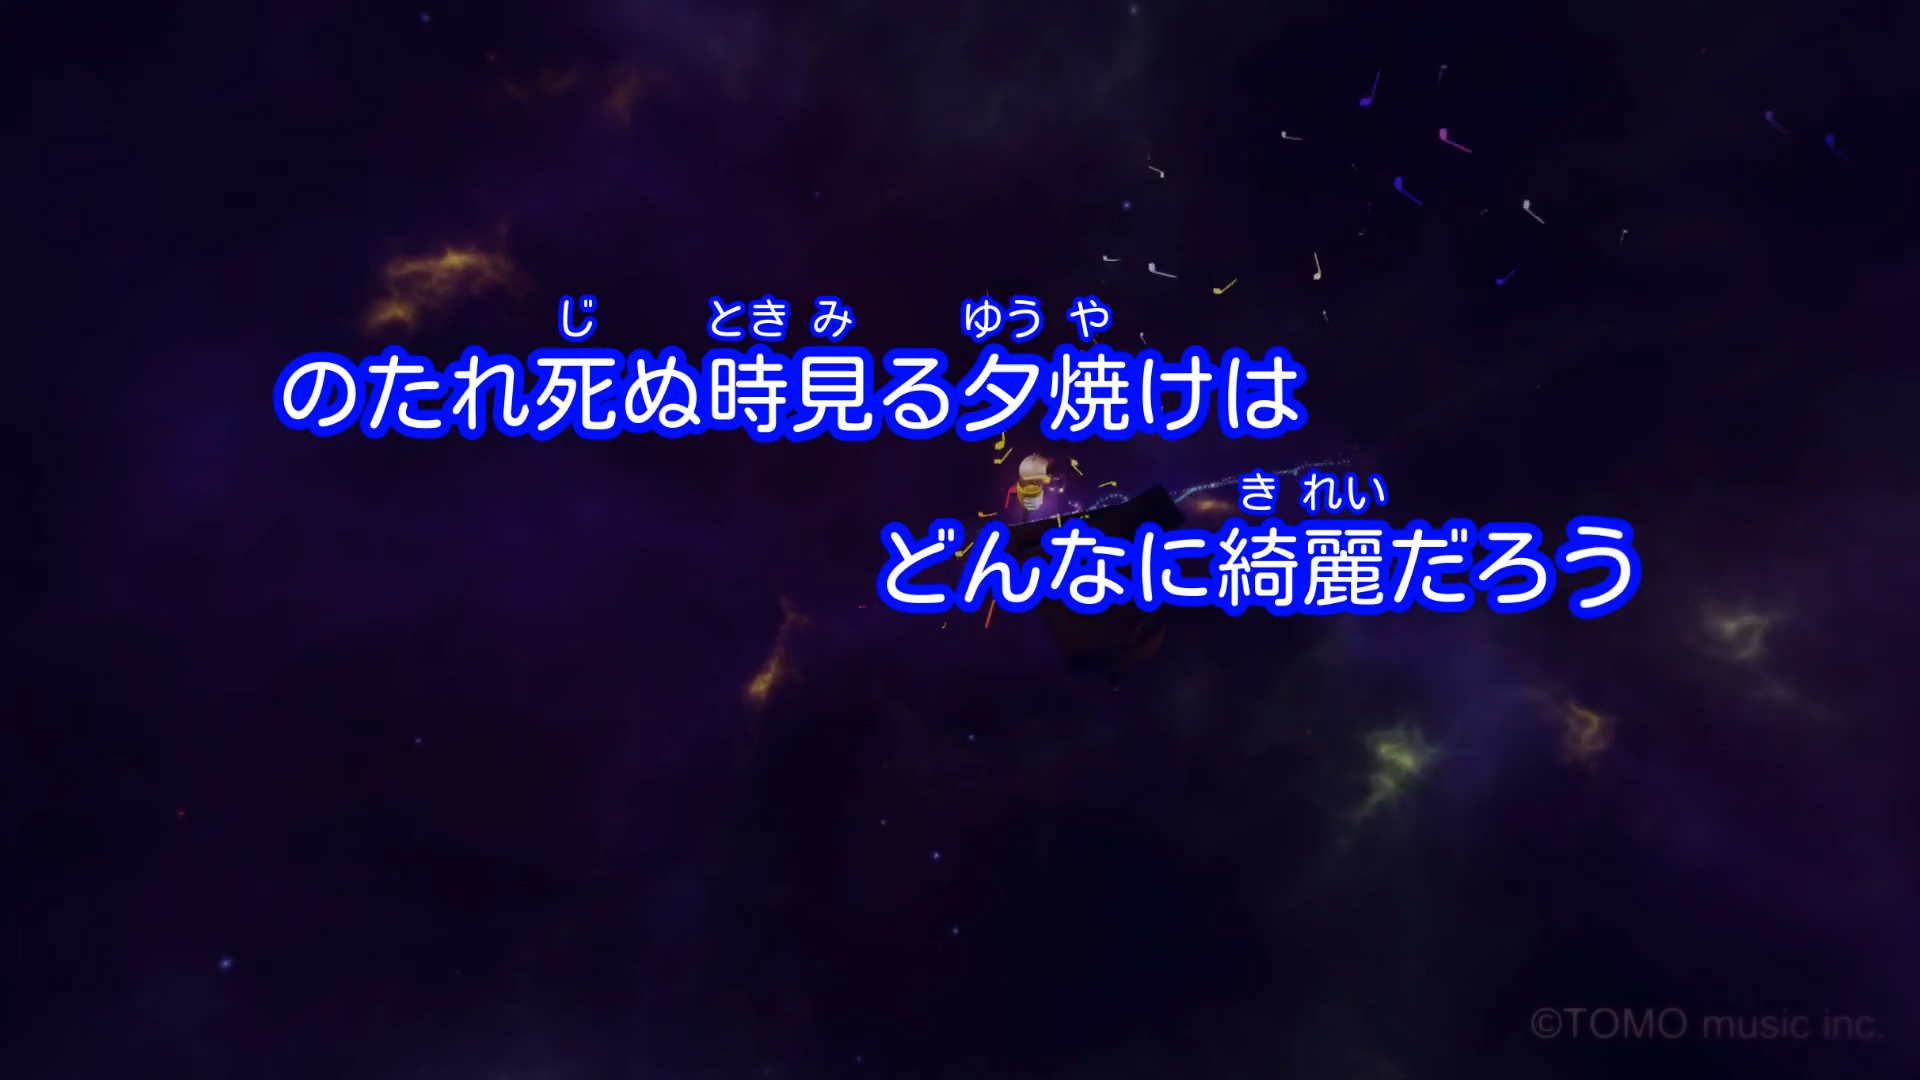 じ とき み ゆう や
のたれ死ぬ時見る夕焼けは
き れい
どんなに綺麗だろう
©TOMO music inc.